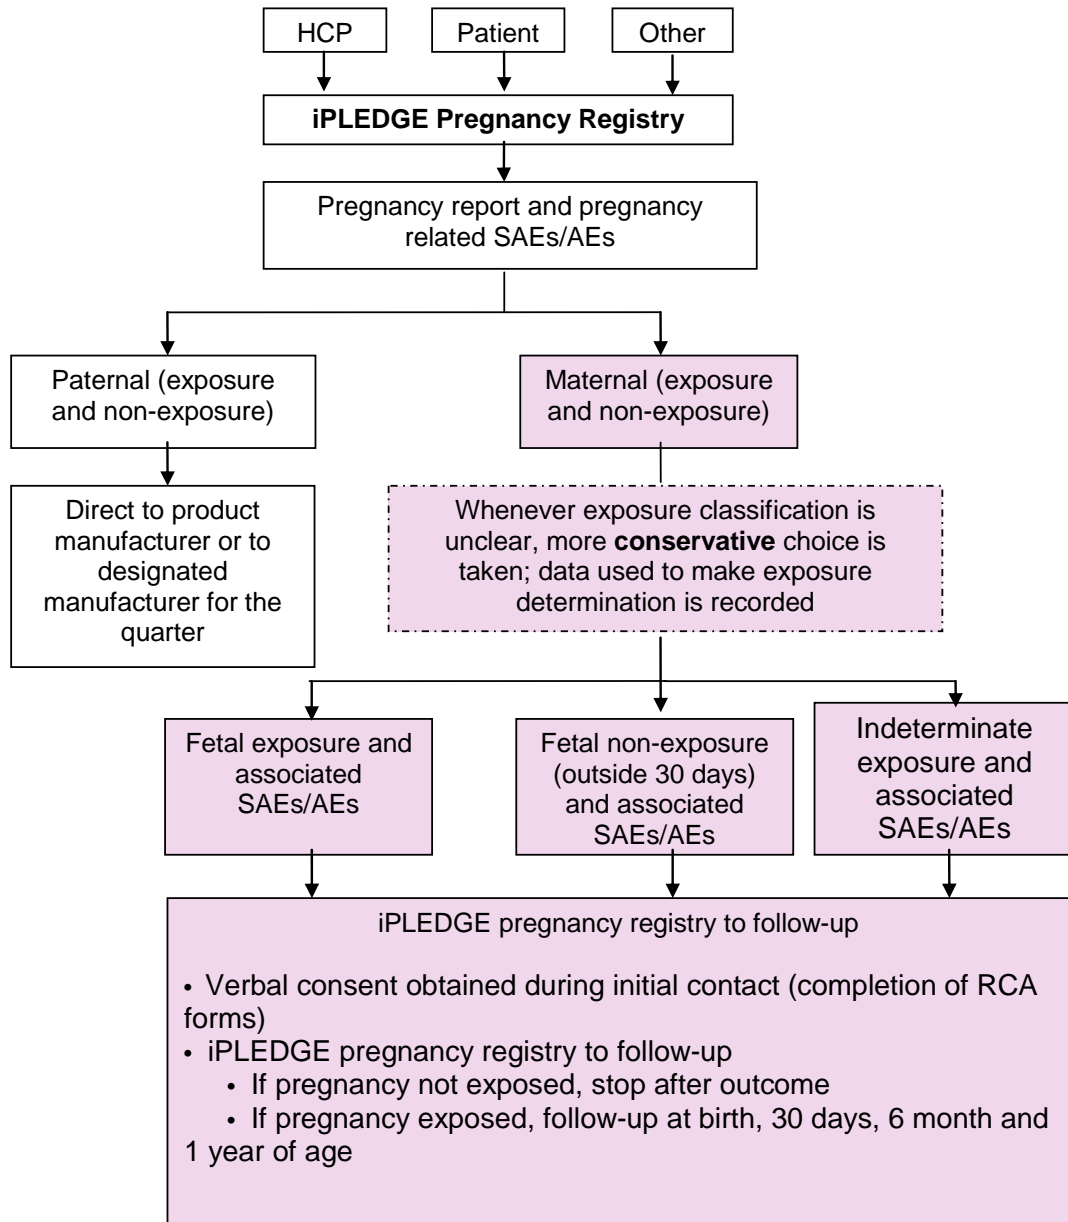 HCP
Patient
Other
iPLEDGE Pregnancy Registry
Pregnancy report and pregnancy
related SAEs/AEs
Paternal (exposure
and non-exposure)
Maternal (exposure
and non-exposure)
Direct to product
manufacturer or to
designated
manufacturer for the
quarter
Whenever exposure classification is
unclear, more conservative choice is
taken; data used to make exposure
determination is recorded
Fetal exposure and
associated
SAEs/AEs
Fetal non-exposure
(outside 30 days)
and associated
SAEs/AEs
Indeterminate
exposure and
associated
SAEs/AEs
iPLEDGE pregnancy registry to follow-up
• Verbal consent obtained during initial contact (completion of RCA
forms)
• iPLEDGE pregnancy registry to follow-up
• If pregnancy not exposed, stop after outcome
• If pregnancy exposed, follow-up at birth, 30 days, 6 month and
1 year of age